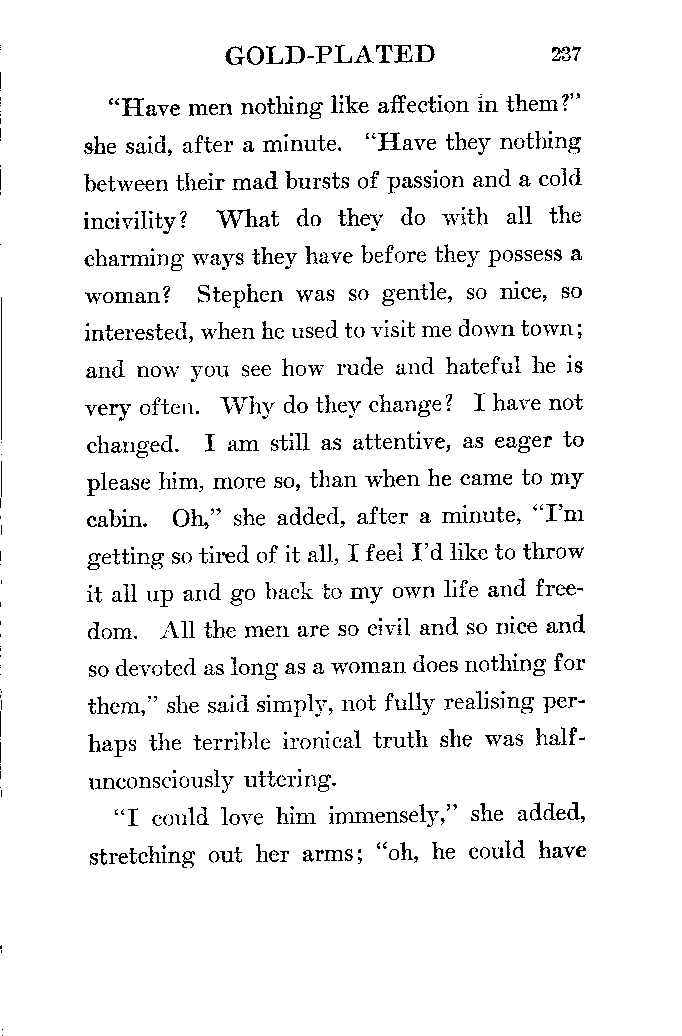 GOLD-PLATED 237
“Have men nothing like affection in them?”
she said, after a minute. “Have they nothing
between their mad bursts of passion and a cold
incivility? What do they do with all the
charming ways they have before they possess a
woman? Stephen was so gentle, so nice, so
interested, when he used to visit me down town;
and now you see how rude and hateful he is
very often. Why do they change? I have not
changed. I am still as attentive, as eager to
please him, more so, than when he came to my
cabin. Oh,” she added, after a minute, “I’m
getting so tired of it all, I feel I’d like to throw
it all up and go back to my own life and free-
dom. All the men are so civil and so nice and
so devoted as long as a woman does nothing for
them,” she said simply, not fully realising per-
haps the terrible ironical truth she was half-
unconsciously uttering.
“I could love him immensely,” she added,
stretching out her arms; “oh, he could have